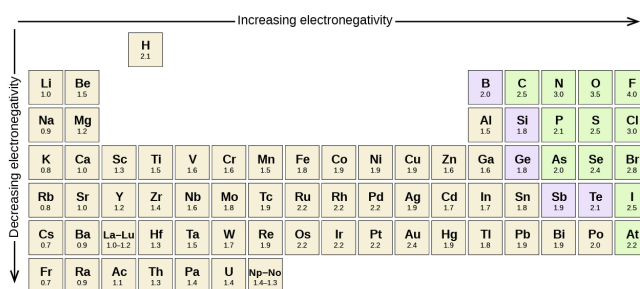 Increasing electronegativity
Decreasing electronegativity
H
2.1
Li Be B C N O F
1.0 1.5 2.0 2.5 3.0 3.5 4.0
Na Mg Al Si P S Cl
0.9 1.2 1.5 1.8 2.1 2.5 3.0
K Ca Sc Ti V Cr Mn Fe Co Ni Cu Zn Ga Ge As Se Br
0.8 1.0 1.3 1.5 1.6 1.6 1.5 1.8 1.9 1.9 1.9 1.6 1.6 1.8 2.0 2.4 2.8
Rb Sr Y Zr Nb Mo Tc Ru Rh Pd Ag Cd In Sn Sb Te I
0.8 1.0 1.2 1.4 1.6 1.8 1.9 2.2 2.2 2.2 1.9 1.7 1.7 1.8 1.9 2.1 2.5
Cs Ba La–Lu Hf Ta W Re Os Ir Pt Au Hg Tl Pb Bi Po At
0.7 0.9 1.0–1.2 1.3 1.5 1.7 1.9 2.2 2.2 2.2 2.4 1.9 1.8 1.9 1.9 2.0 2.2
Fr Ra Ac Th Pa U Np–No
0.7 0.9 1.1 1.3 1.4 1.4 1.4–1.3